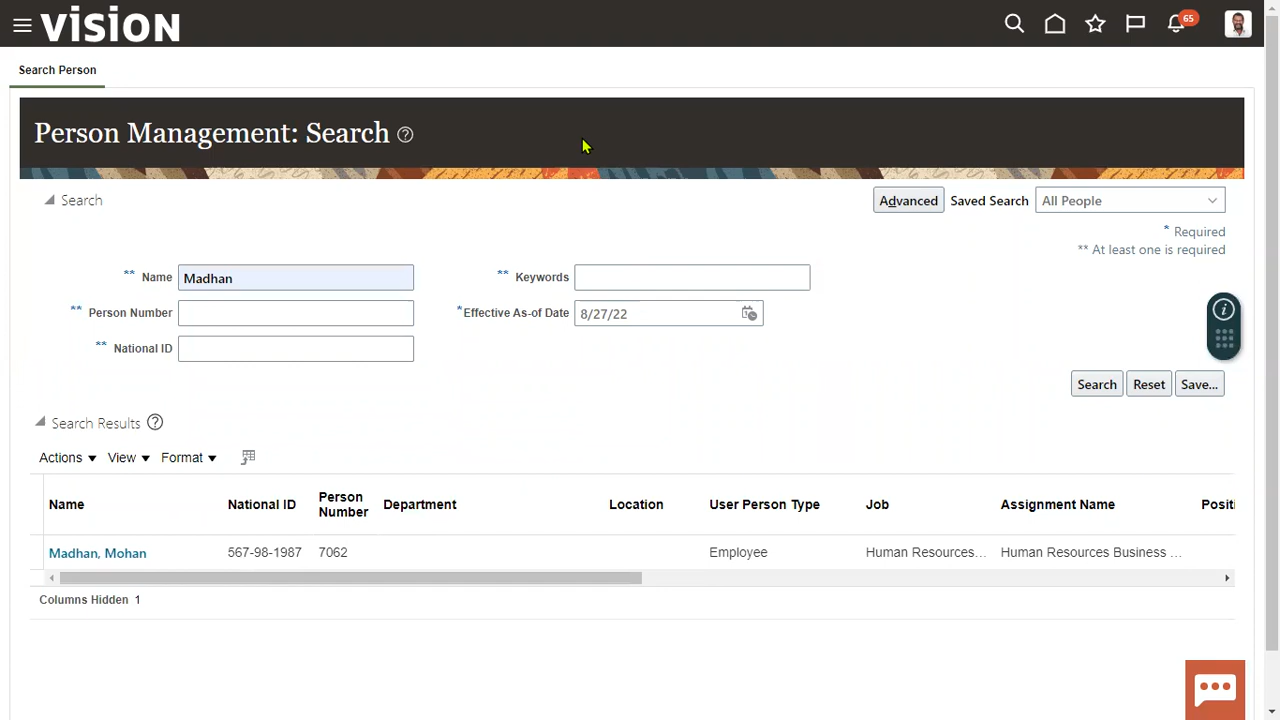 vision
65
Search Person
Person Management: Search
Search
Advanced Saved Search All People
* Required
** At least one is required
** Name Madhan ** Keywords
** Person Number *Effective As-of Date 8/27/22
** National ID
Search Reset Save...
Search Results
Actions View Format
Name National ID Person Number Department Location User Person Type Job Assignment Name Positi
Madhan, Mohan 567-98-1987 7062 Employee Human Resources... Human Resources Business ...
Columns Hidden 1